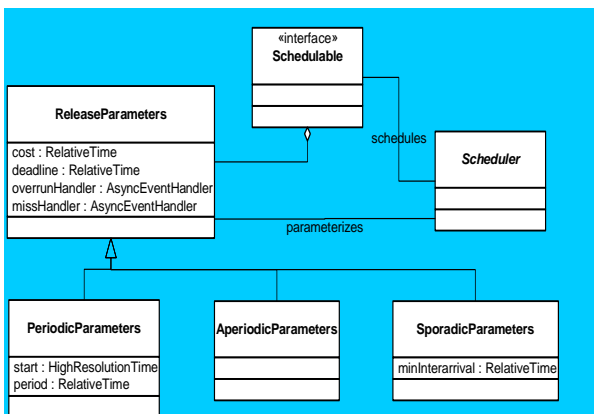 «interface»
Schedulable
ReleaseParameters
cost : RelativeTime
deadline : RelativeTime
overrunHandler : AsyncEventHandler
missHandler : AsyncEventHandler
schedules
Scheduler
parameterizes
PeriodicParameters
start : HighResolutionTime
period : RelativeTime
AperiodicParameters
SporadicParameters
minInterarrival : RelativeTime